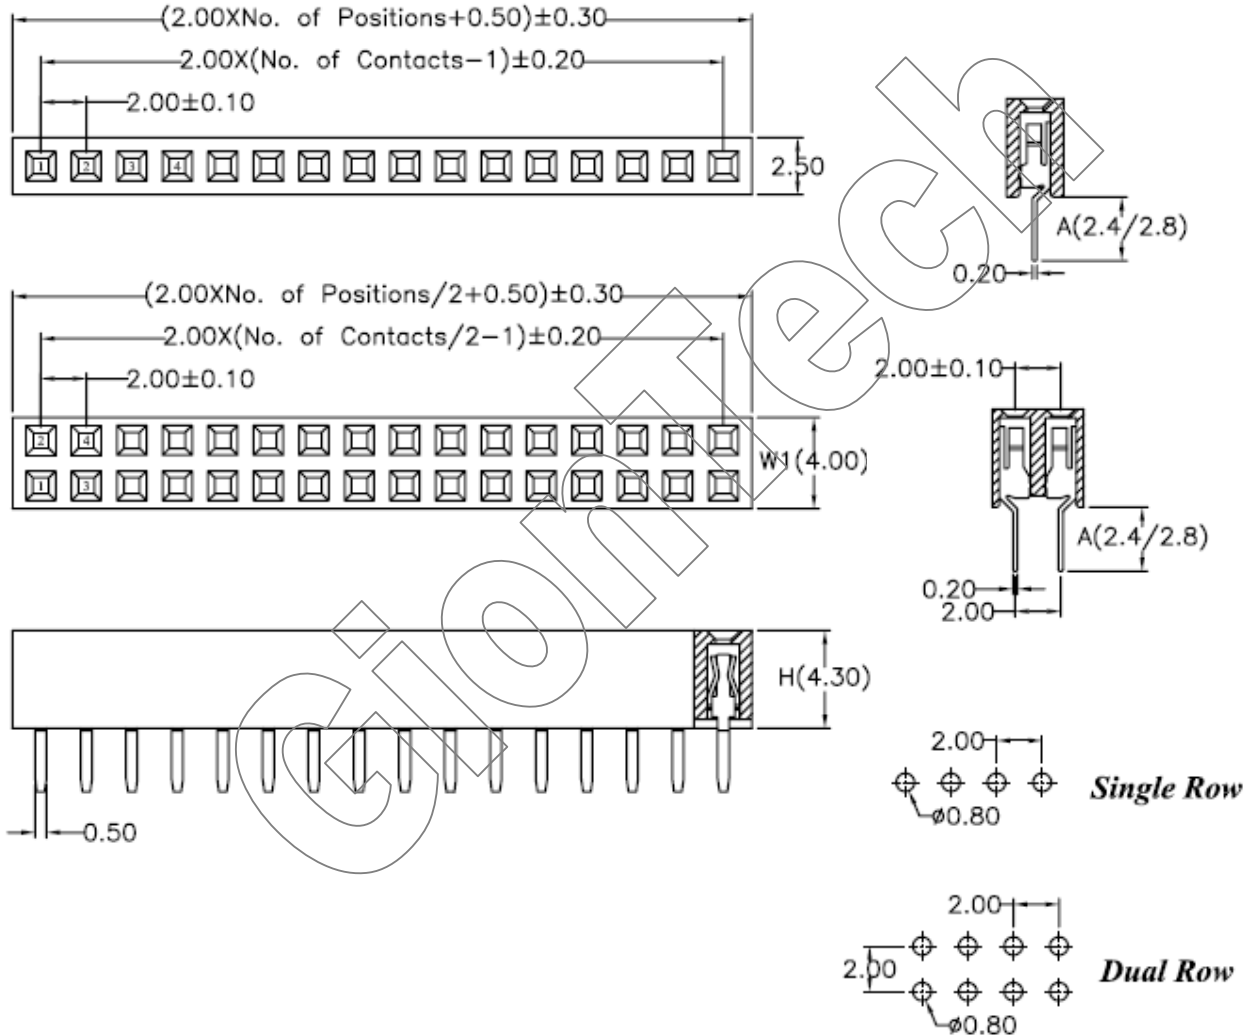 (2.00XNo. of Positions+0.50)±0.30
2.00X(No. of Contacts-1)±0.20
2.00±0.10
1 2 3 4
2.50
A(2.4/2.8)
0.20
(2.00XNo. of Positions/2+0.50)±0.30
2.00X(No. of Contacts/2-1)±0.20
2.00±0.10
2 4
1 3
W1(4.00)
2.00±0.10
A(2.4/2.8)
0.20
2.00
H(4.30)
0.50
2.00
Single Row
ø0.80
2.00
2.00
Dual Row
ø0.80
GionTech